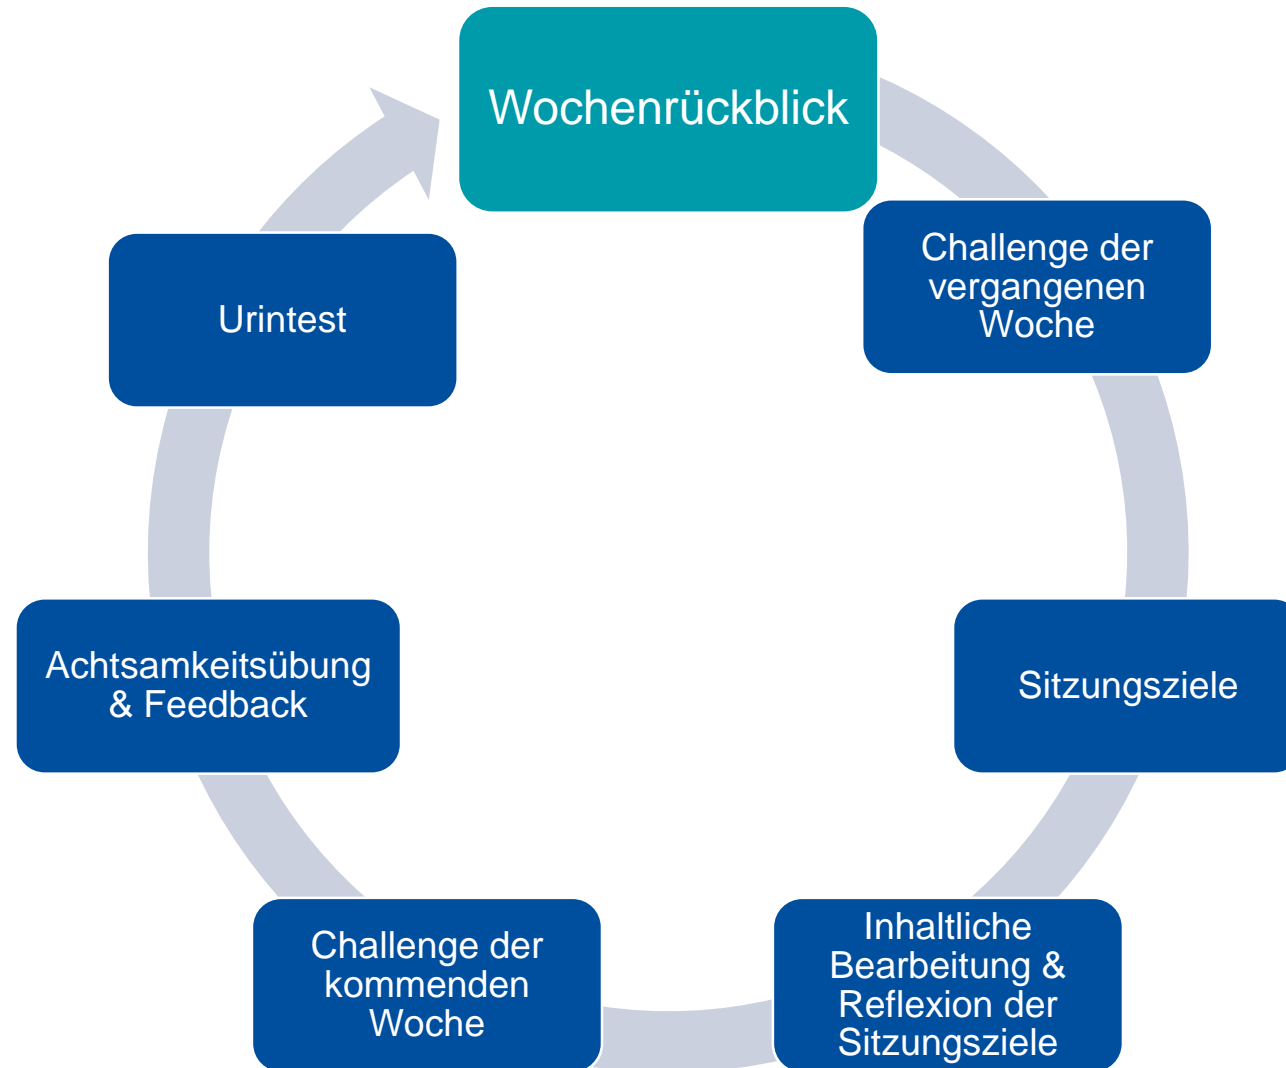 Wochenrückblick
Challenge der
vergangenen
Woche
Sitzungsziele
Inhaltliche
Bearbeitung &
Reflexion der
Sitzungsziele
Challenge der
kommenden
Woche
Achtsamkeitsübung
& Feedback
Urintest